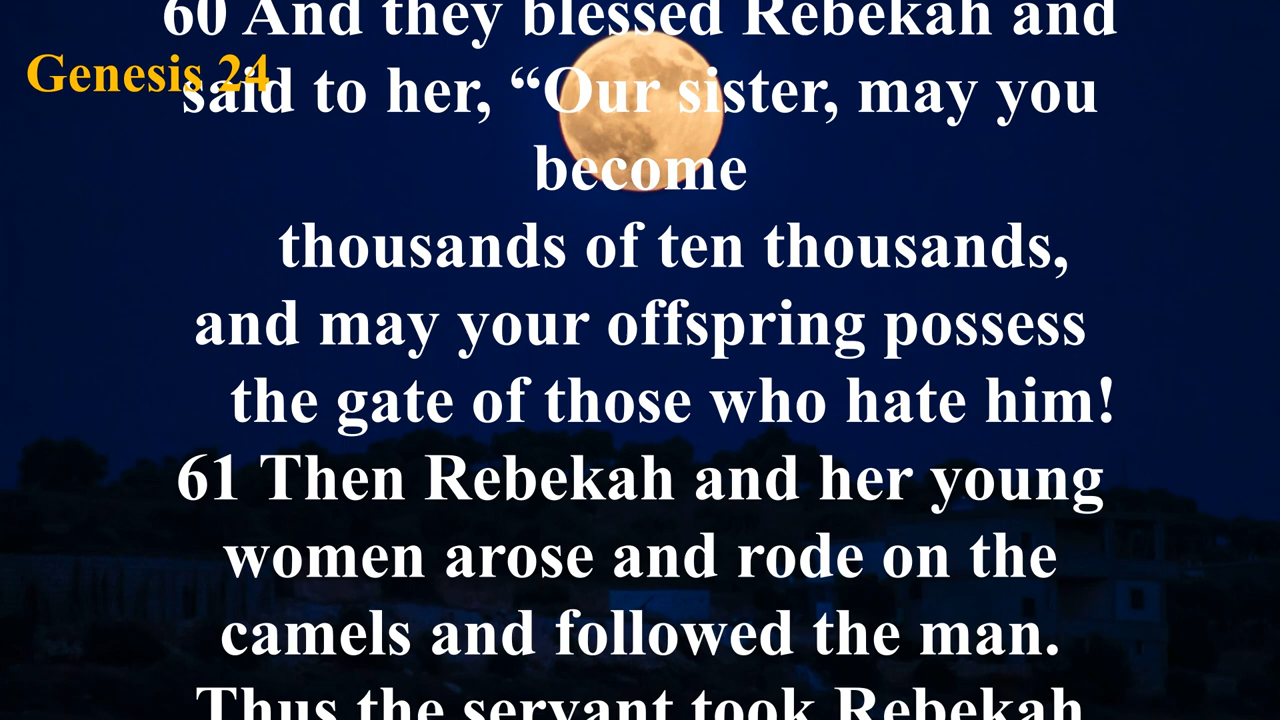 60 And they blessed Rebekah and
Genesis 24
said to her, “Our sister, may you
become
thousands of ten thousands,
and may your offspring possess
the gate of those who hate him!
61 Then Rebekah and her young
women arose and rode on the
camels and followed the man.
Thus the servant took Rebekah